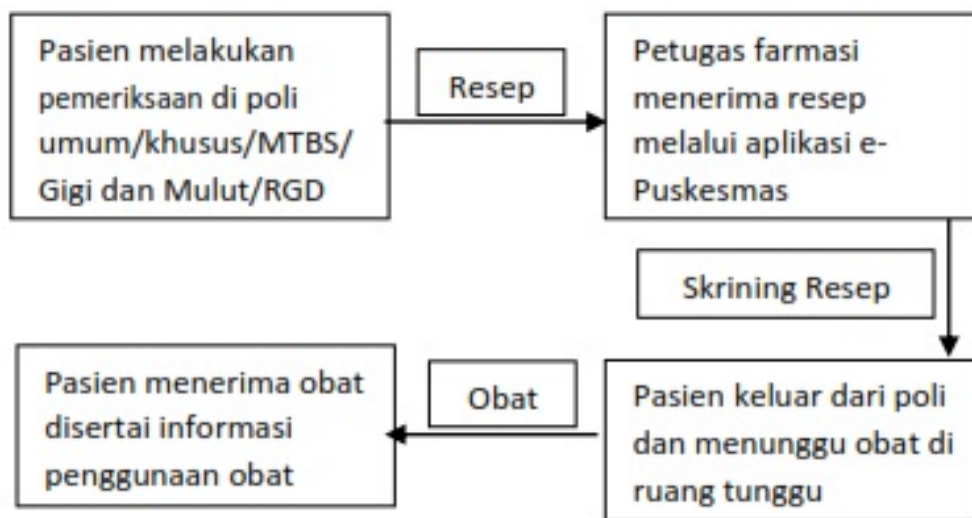 Pasien melakukan
pemeriksaan di poli
umum/khusus/MTBS/
Gigi dan Mulut/RGD
Resep
Petugas farmasi
menerima resep
melalui aplikasi e-
Puskesmas
Skrining Resep
Pasien keluar dari poli
dan menunggu obat di
ruang tunggu
Obat
Pasien menerima obat
disertai informasi
penggunaan obat